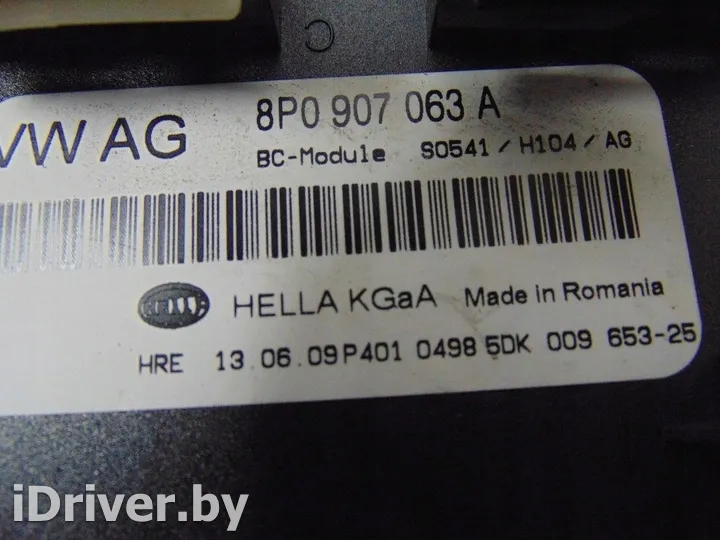 C
VW AG 8P0 907 063 A
BC-Module S0541 / H104 / AG
HELLA HELLA KGaA Made in Romania
HRE 13.06.09P401 0498 5DK 009 653-25
iDriver.by